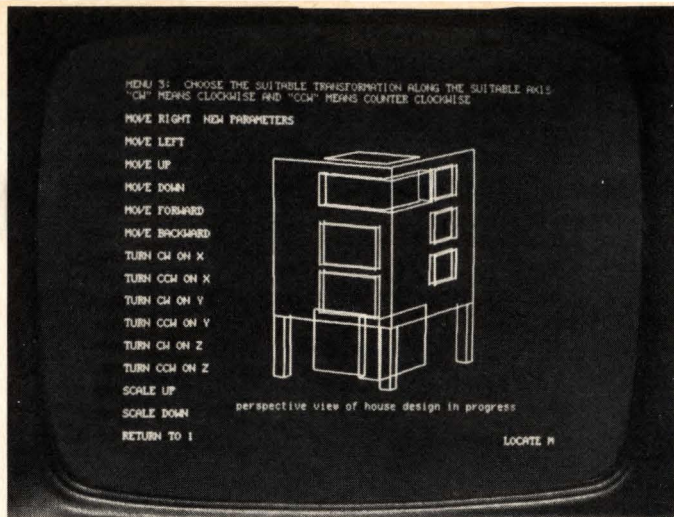 MENU 3: CHOOSE THE SUITABLE TRANSFORMATION ALONG THE SUITABLE AXIS
"CW" MEANS CLOCKWISE AND "CCW" MEANS COUNTER CLOCKWISE
MOVE RIGHT NEW PARAMETERS
MOVE LEFT
MOVE UP
MOVE DOWN
MOVE FORWARD
MOVE BACKWARD
TURN CW ON X
TURN CCW ON X
TURN CW ON Y
TURN CCW ON Y
TURN CW ON Z
TURN CCW ON Z
SCALE UP
perspective view of house design in progress
SCALE DOWN
RETURN TO 1
LOCATE M